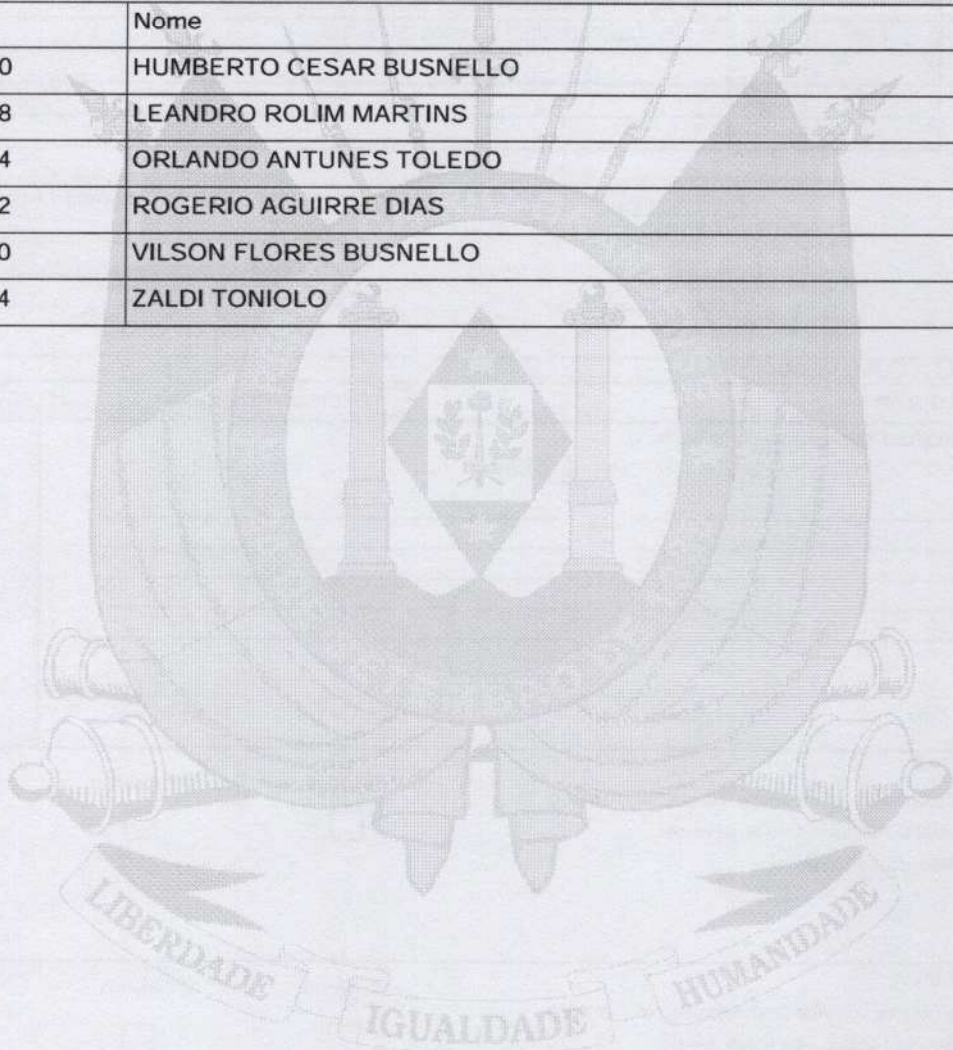 Nome
0 HUMBERTO CESAR BUSNELLO
8 LEANDRO ROLIM MARTINS
4 ORLANDO ANTUNES TOLEDO
2 ROGERIO AGUIRRE DIAS
0 VILSON FLORES BUSNELLO
4 ZALDI TONIOLO
LIBERDADE IGUALDADE HUMANIDADE